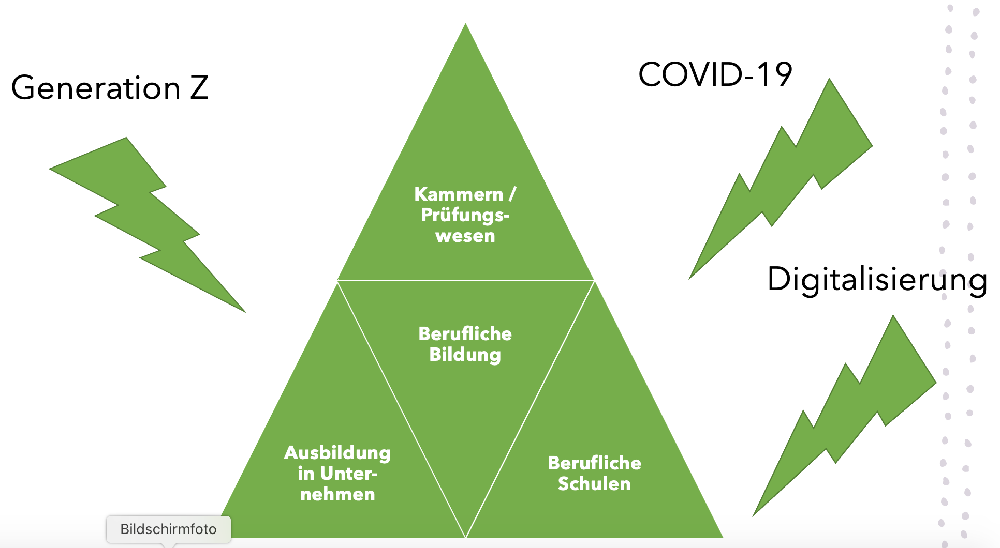 Generation Z
COVID-19
Kammern /
Prüfungs-
wesen
Digitalisierung
Berufliche
Bildung
Ausbildung
in Unter-
nehmen
Berufliche
Schulen
Bildschirmfoto